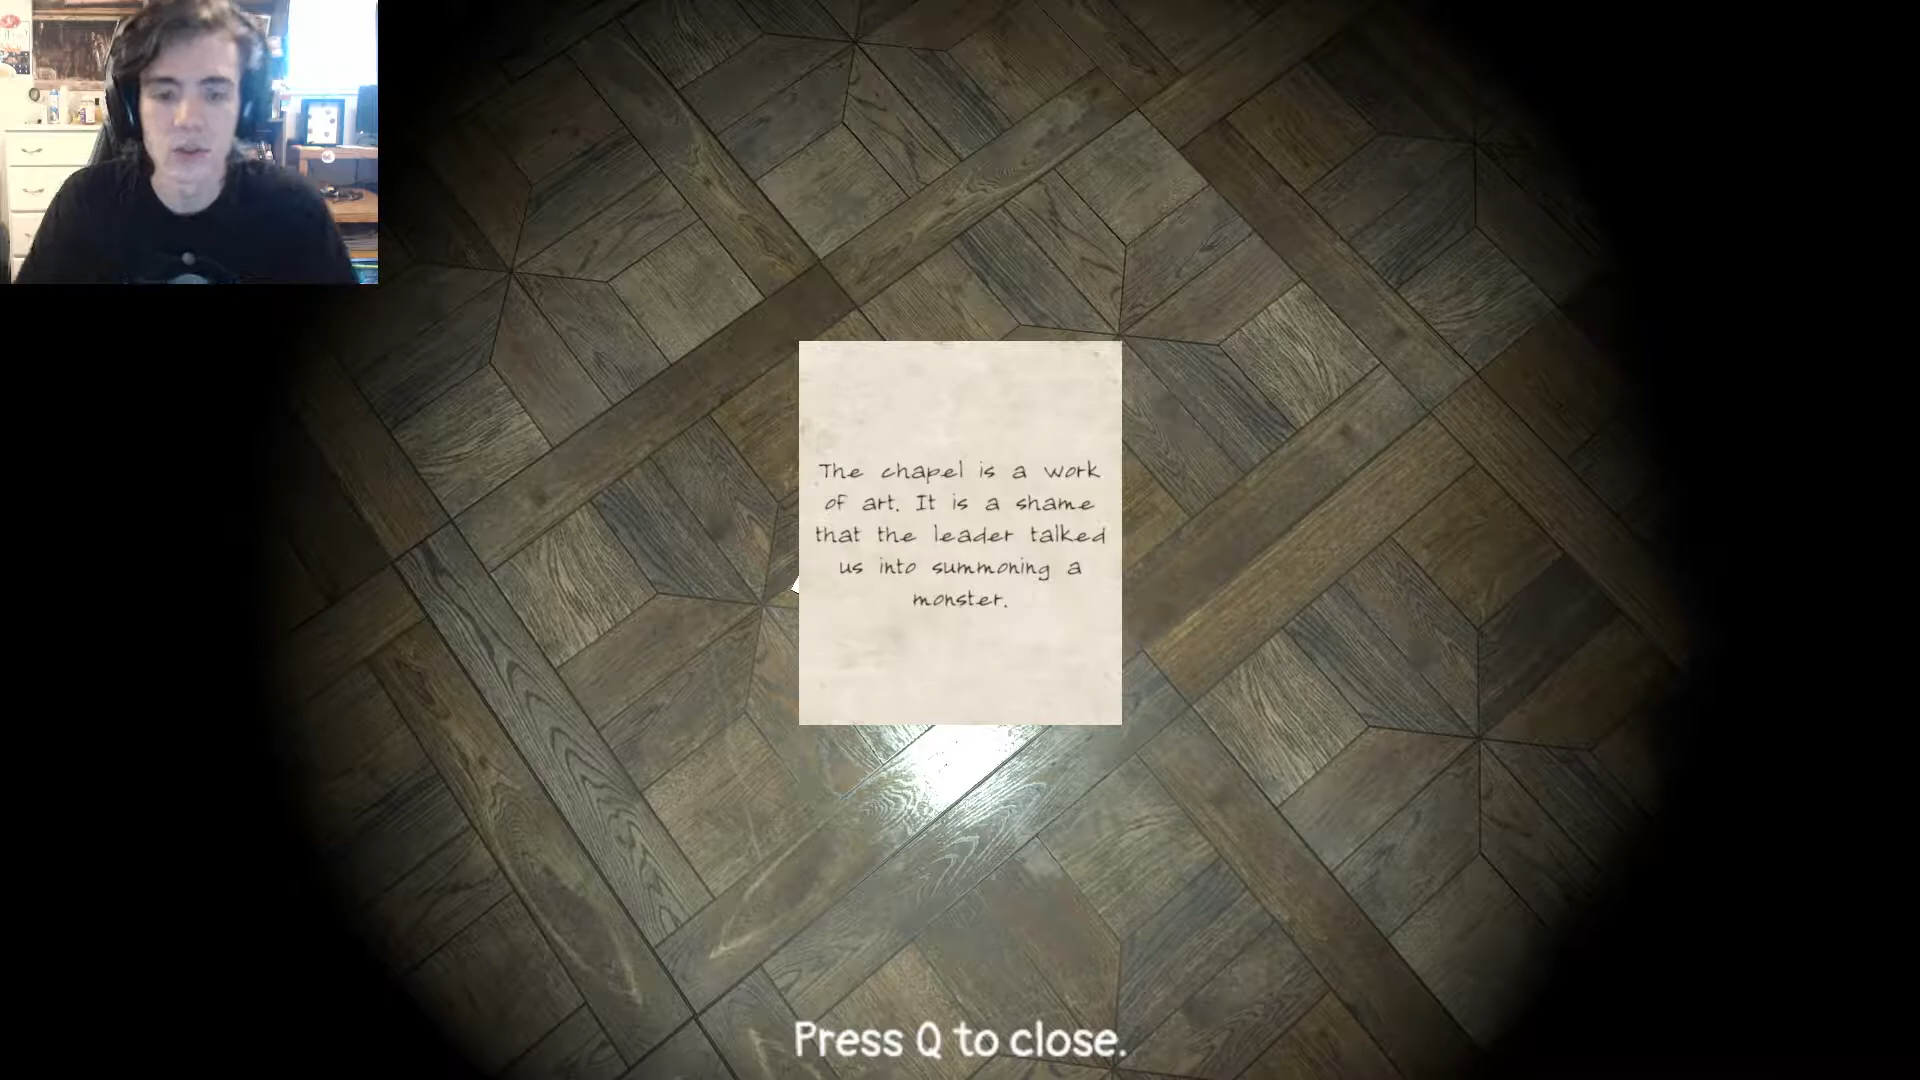 The chapel is a work
of art. It is a shame
that the leader talked
us into summoning a
monster.
Press Q to close.